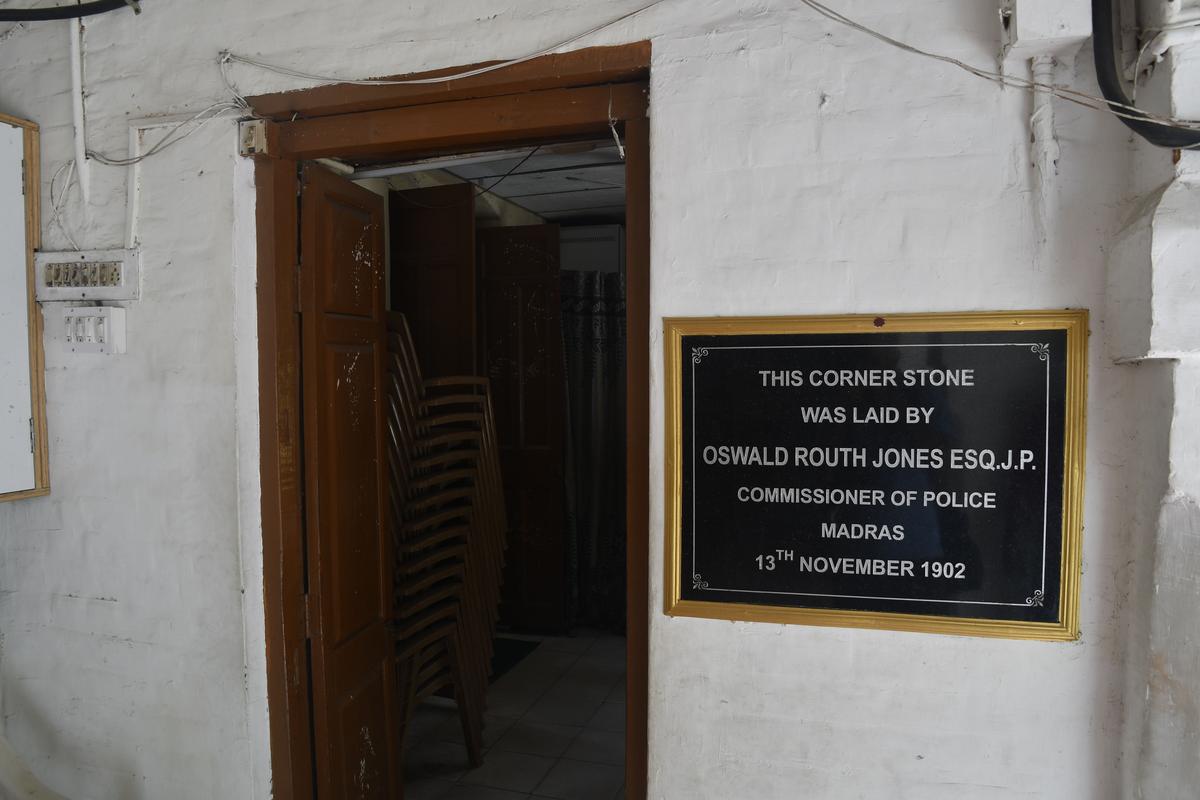 THIS CORNER STONE
WAS LAID BY
OSWALD ROUTH JONES ESQ.J.P.
COMMISSIONER OF POLICE
MADRAS
13TH NOVEMBER 1902